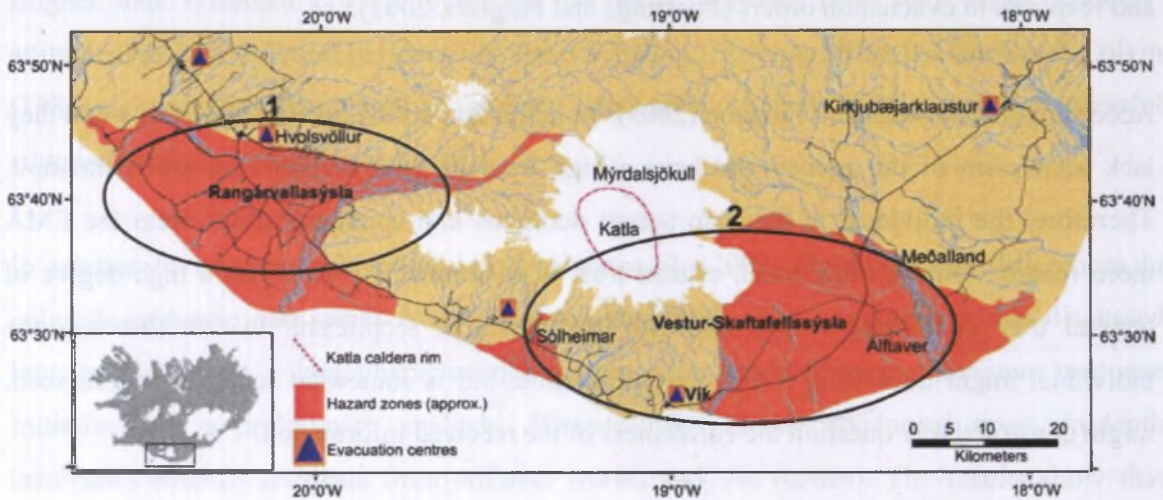 20°0'W
19°0'W
18°0'W
63°50'N
63°50'N
1
Kirkjubæjarklaustur
Hvolsvöllur
Mýrdalsjökull
Rangárvallasýsla
63°40'N
63°40'N
2
Katla
Meðalland
Vestur-Skaftafellssýsla
Sólheimar
Álftaver
63°30'N
63°30'N
Katla caldera rim
Hazard zones (approx.)
Vík
Evacuation centres
0 5 10 20
Kilometers
20°0'W
19°0'W
18°0'W